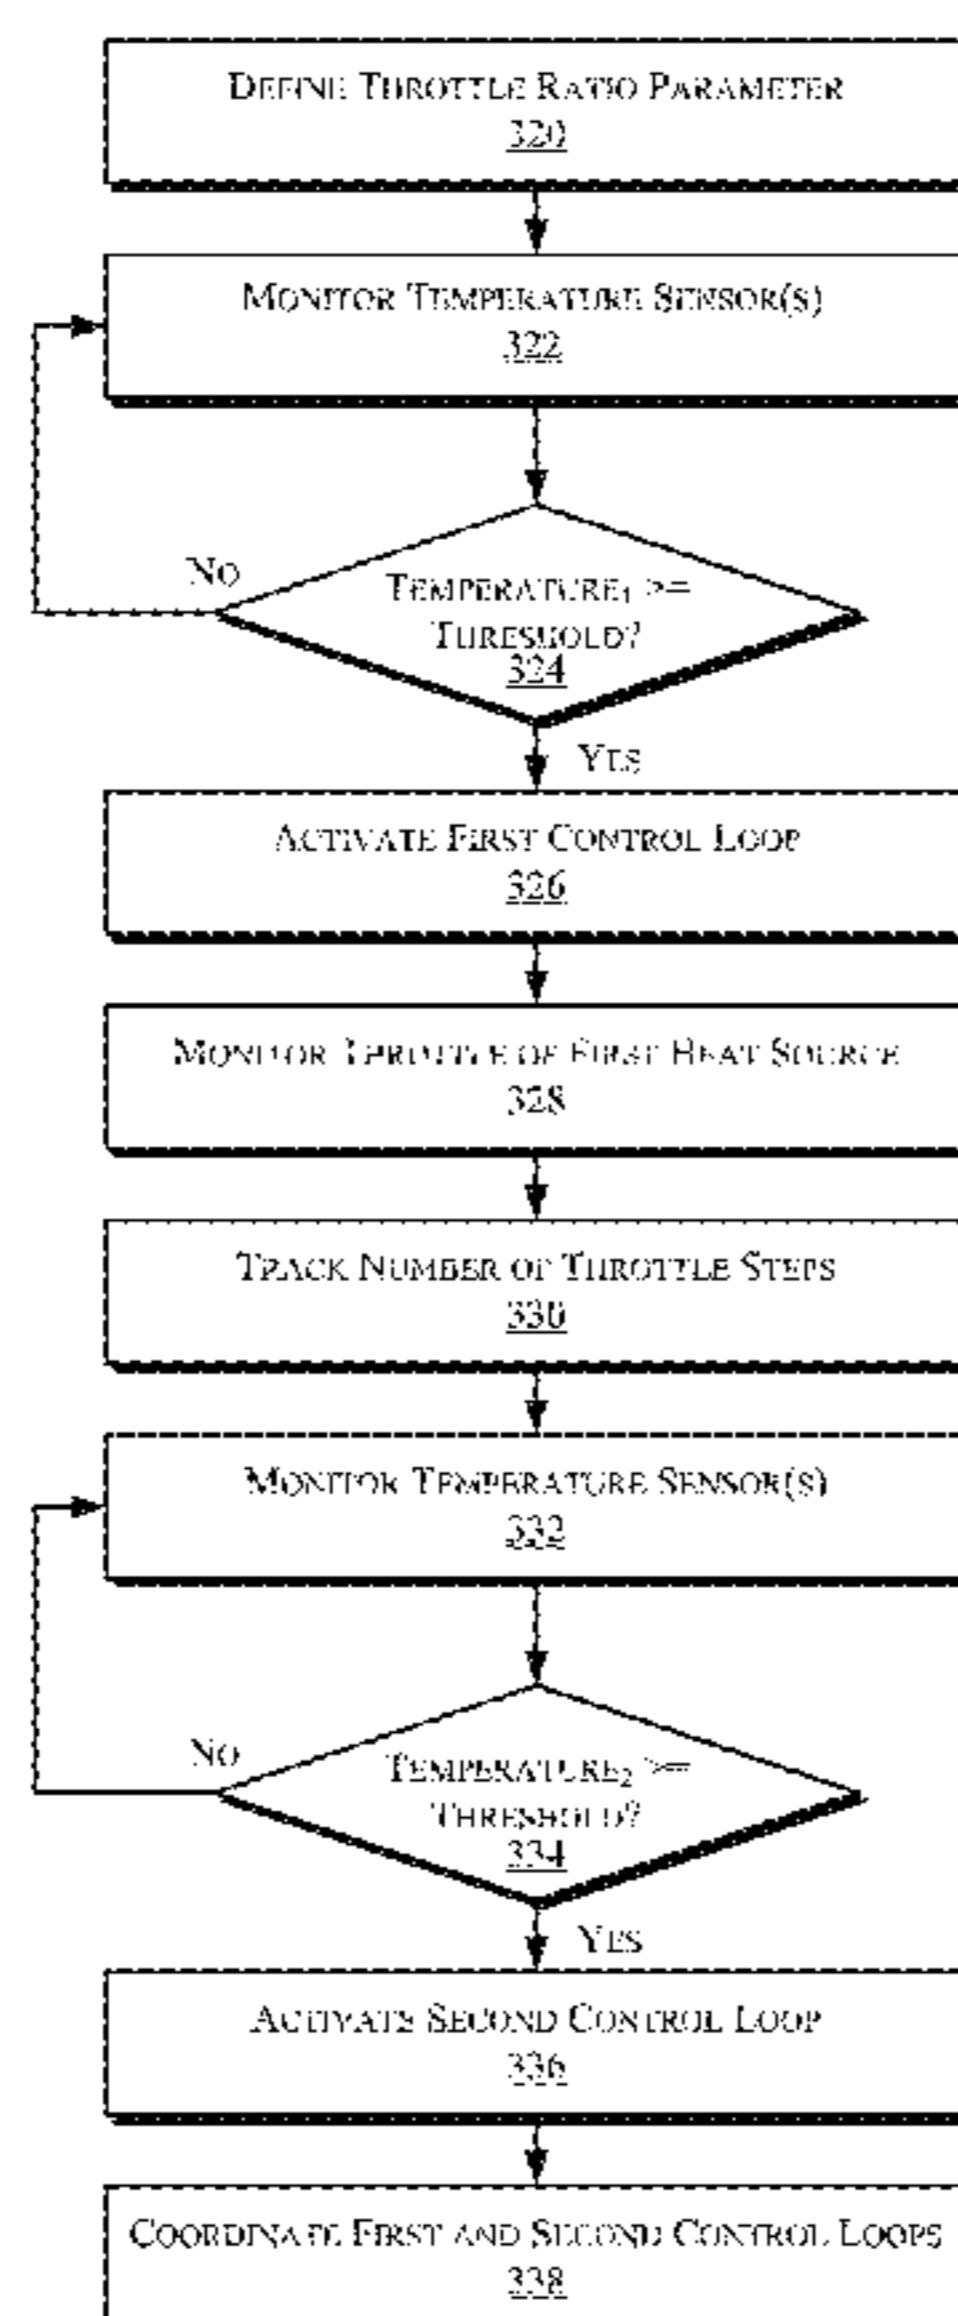 DEFINE THROTTLE RATIO PARAMETER
320
MONITOR TEMPERATURE SENSOR(S)
322
NO
TEMPERATURE₁ >=
THRESHOLD?
324
YES
ACTIVATE FIRST CONTROL LOOP
326
MONITOR THROTTLE OF FIRST HEAT SOURCE
328
TRACK NUMBER OF THROTTLE STEPS
330
MONITOR TEMPERATURE SENSOR(S)
332
NO
TEMPERATURE₂ >=
THRESHOLD?
334
YES
ACTIVATE SECOND CONTROL LOOP
336
COORDINATE FIRST AND SECOND CONTROL LOOPS
338